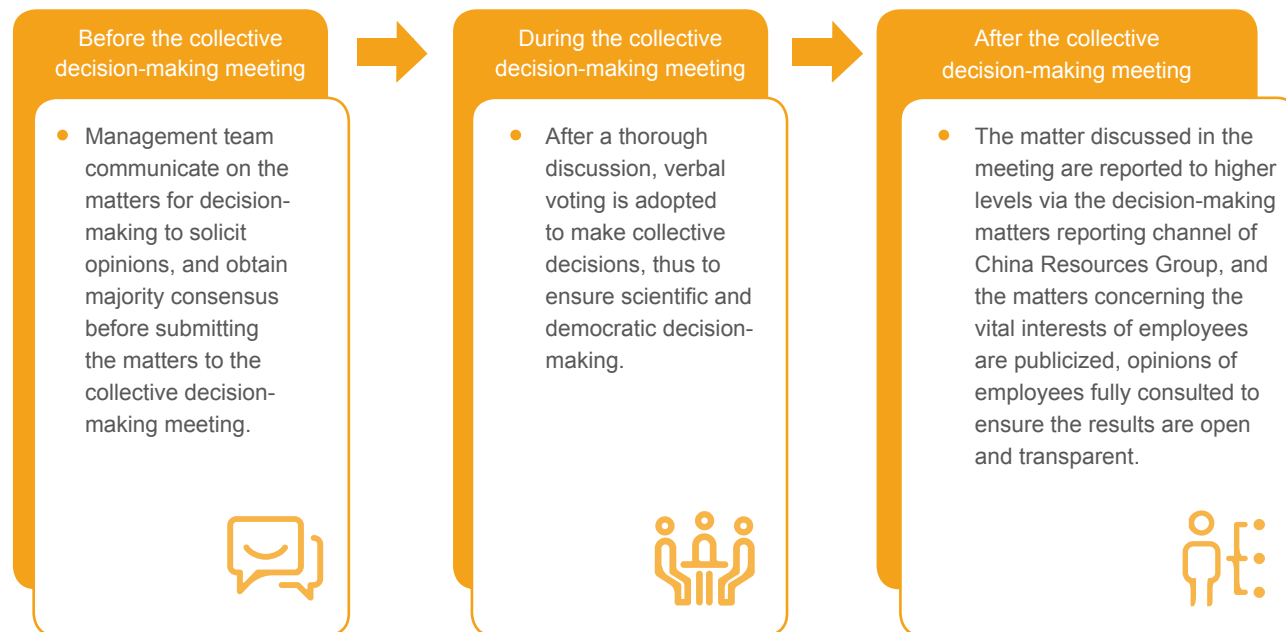 Before the collective
decision-making meeting
Management team
communicate on the
matters for decision-
making to solicit
opinions, and obtain
majority consensus
before submitting
the matters to the
collective decision-
making meeting.
During the collective
decision-making meeting
After a thorough
discussion, verbal
voting is adopted
to make collective
decisions, thus to
ensure scientific and
democratic decision-
making.
After the collective
decision-making meeting
The matter discussed in the
meeting are reported to higher
levels via the decision-making
matters reporting channel of
China Resources Group, and
the matters concerning the
vital interests of employees
are publicized, opinions of
employees fully consulted to
ensure the results are open
and transparent.